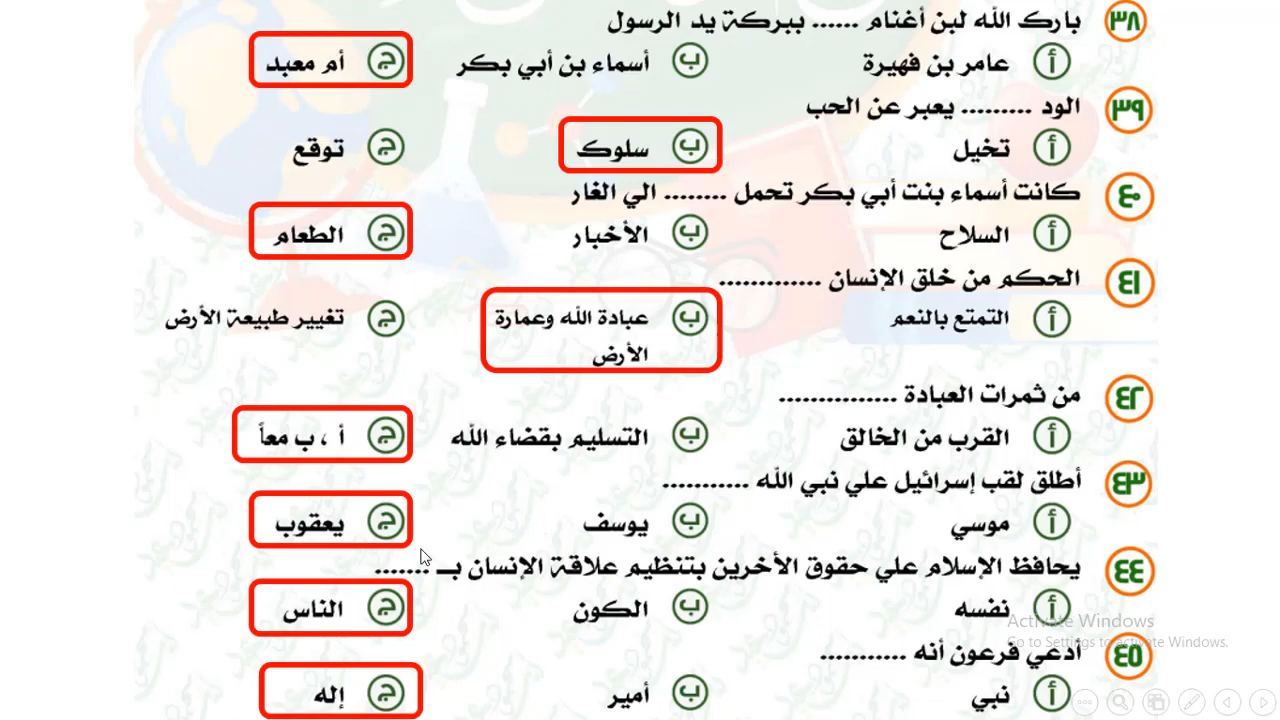 ٣٨ بارك الله لبن أغنام ...... ببركة يد الرسول
أ عامر بن فهيرة ب أسماء بن أبي بكر ج أم معبد
٣٩ الود ......... يعبر عن الحب
أ تخيل ب سلوك ج توقع
٤٠ كانت أسماء بنت أبي بكر تحمل ........ الي الغار
أ السلاح ب الأخبار ج الطعام
٤١ الحكم من خلق الإنسان .............
أ التمتع بالنعم ب عبادة الله وعمارة الأرض ج تغيير طبيعة الأرض
٤٢ من ثمرات العبادة ...............
أ القرب من الخالق ب التسليم بقضاء الله ج أ ، ب معاً
٤٣ أطلق لقب إسرائيل علي نبي الله ...........
أ موسي ب يوسف ج يعقوب
٤٤ يحافظ الإسلام علي حقوق الأخرين بتنظيم علاقة الإنسان بـ .......
أ نفسه ب الكون ج الناس
Activate Windows
Go to Settings to activate Windows.
٤٥ أدعي فرعون أنه ...........
أ نبي ب أمير ج إله